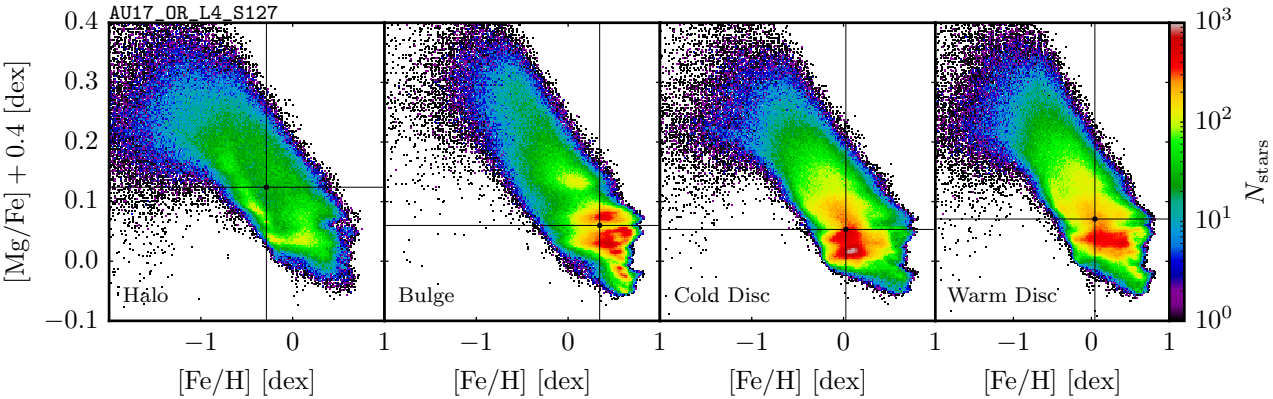 AU17_OR_L4_S127
[Mg/Fe] + 0.4 [dex]
0.4
0.3
0.2
0.1
0.0
−0.1
Halo
Bulge
Cold Disc
Warm Disc
−1 0 1 0 1 −1 0 1 −1 0 1
[Fe/H] [dex] [Fe/H] [dex] [Fe/H] [dex] [Fe/H] [dex]
10³
10²
10¹
10⁰
Nstars